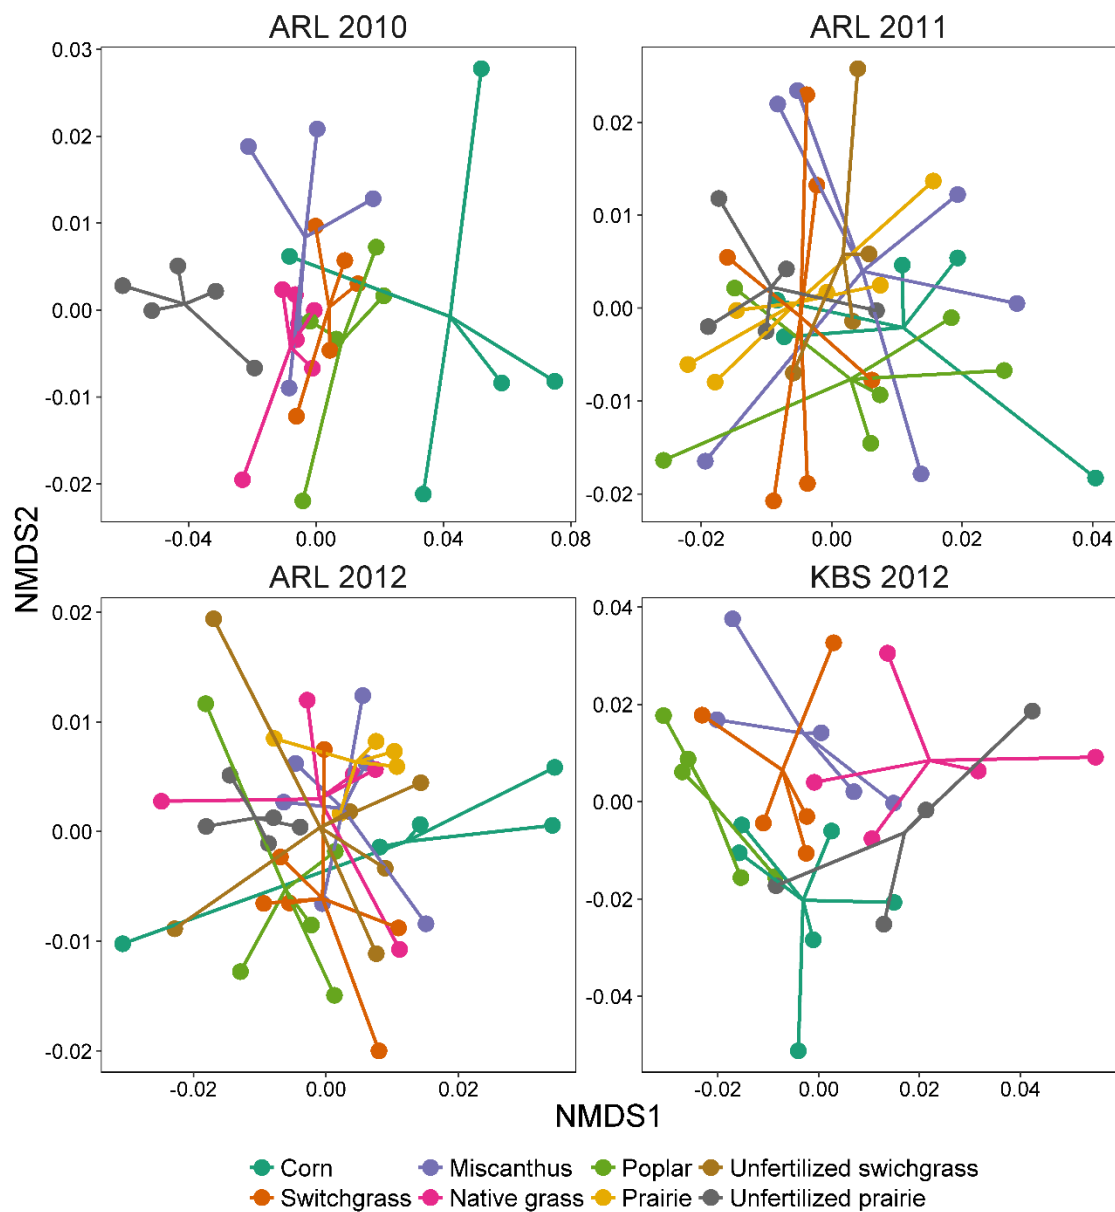 ARL 2010
ARL 2011
0.03
0.02
0.01
0.00
-0.01
-0.02
0.02
0.01
0.00
-0.01
-0.02
-0.04
0.00
0.04
0.08
-0.02
0.00
0.02
0.04
NMDS2
ARL 2012
KBS 2012
0.02
0.01
0.00
-0.01
-0.02
0.04
0.02
0.00
-0.02
-0.04
-0.02
0.00
0.02
-0.02
0.00
0.02
0.04
NMDS1
Corn
Miscanthus
Poplar
Unfertilized swichgrass
Switchgrass
Native grass
Prairie
Unfertilized prairie